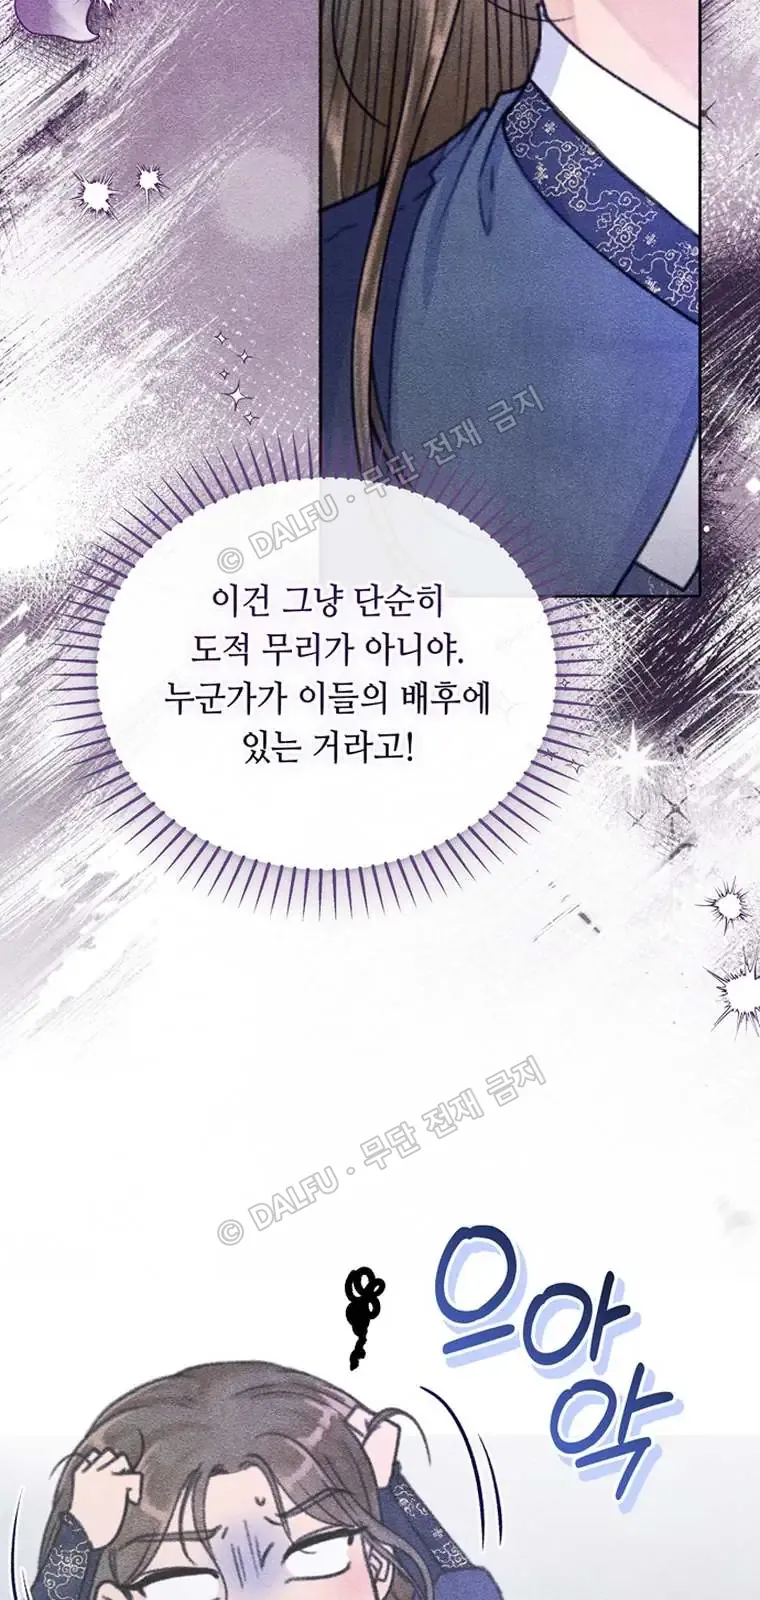 © DALFU · 무단 전재 금지
이건 그냥 단순히
도적 무리가 아니야.
누군가가 이들의 배후에
있는 거라고!
© DALFU · 무단 전재 금지
으아
악